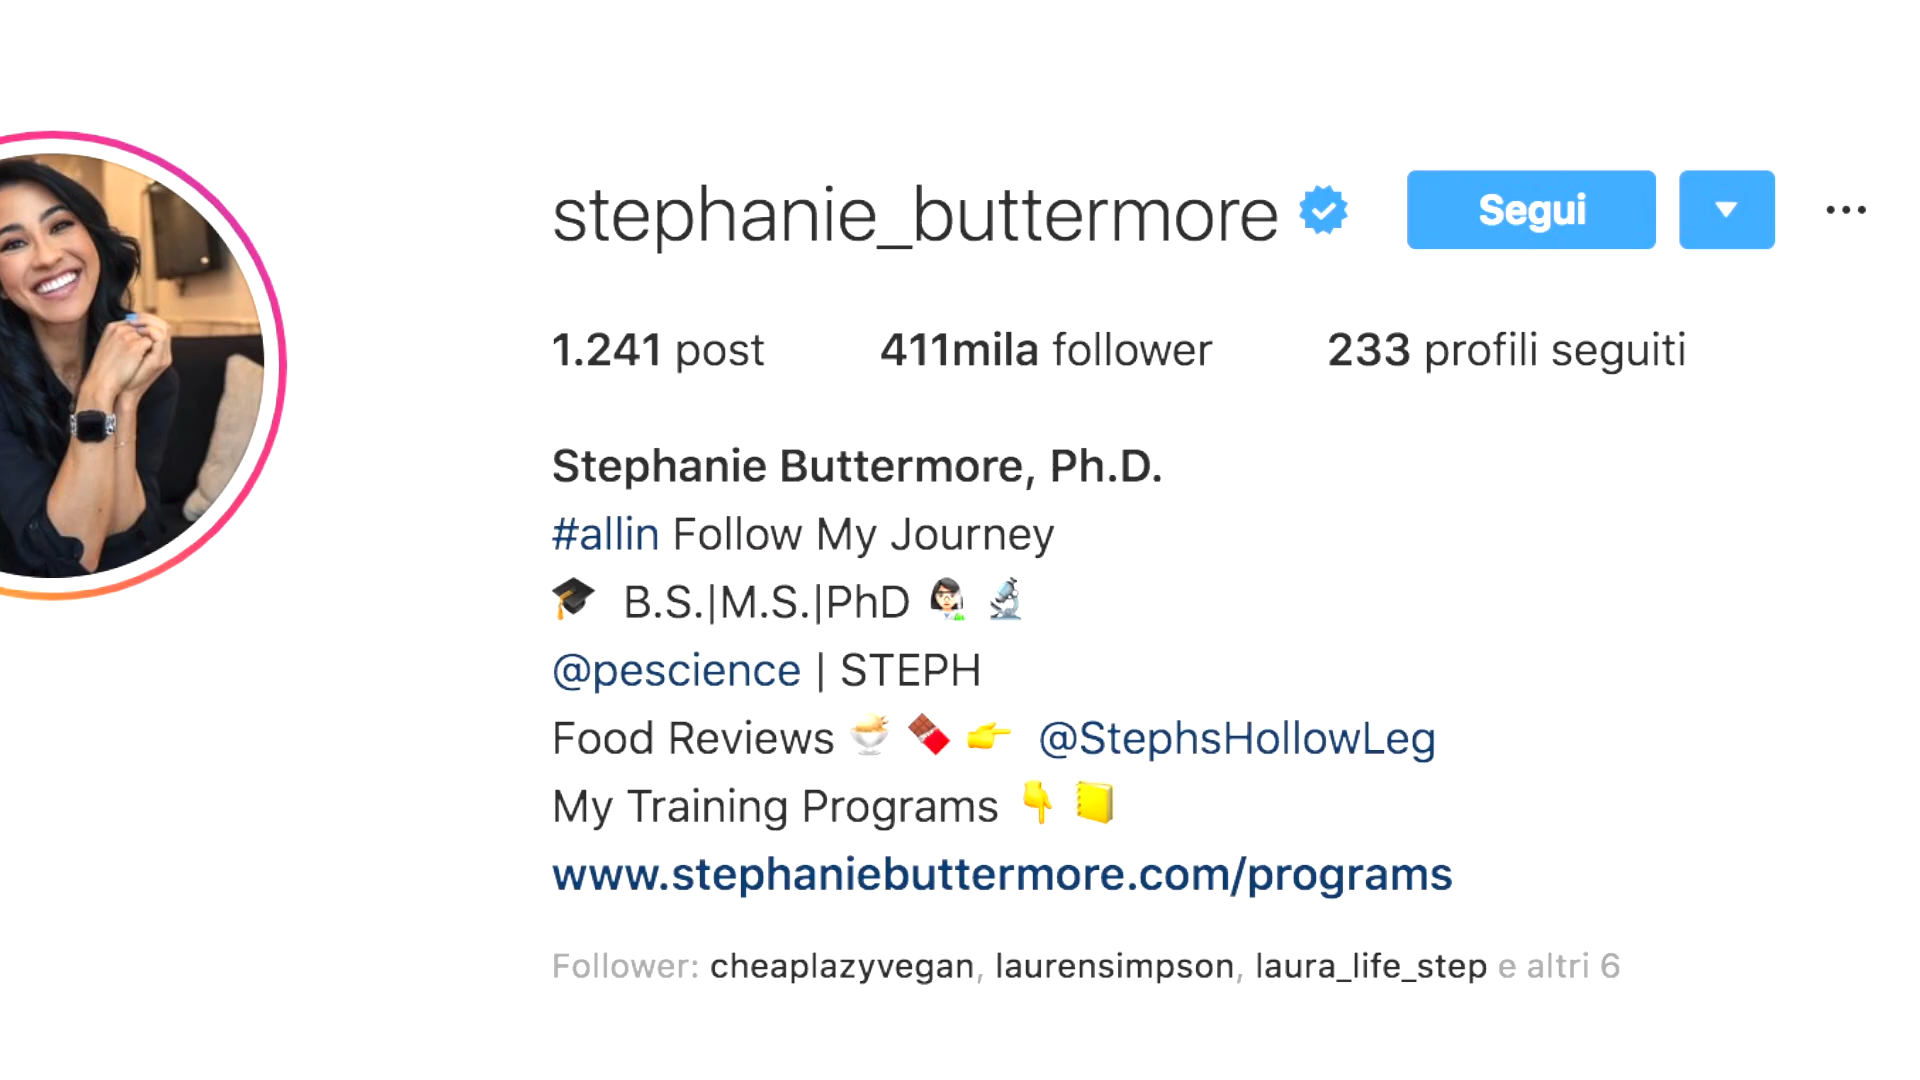 stephanie_buttermore Segui
1.241 post 411mila follower 233 profili seguiti
Stephanie Buttermore, Ph.D.
#allin Follow My Journey
🎓 B.S.|M.S.|PhD 👩🏻‍🔬 🔬
@pescience | STEPH
Food Reviews 🍨 🍫 👉 @StephsHollowLeg
My Training Programs 👇 📒
www.stephaniebuttermore.com/programs
Follower: cheaplazyvegan, laurensimpson, laura_life_step e altri 6